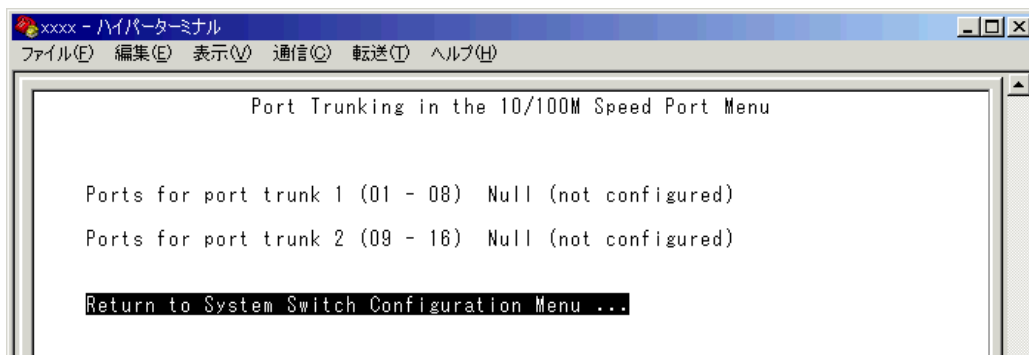 xxxx - ハイパーターミナル
ファイル(F) 編集(E) 表示(V) 通信(C) 転送(T) ヘルプ(H)
Port Trunking in the 10/100M Speed Port Menu
Ports for port trunk 1 (01 - 08) Null (not configured)
Ports for port trunk 2 (09 - 16) Null (not configured)
Return to System Switch Configuration Menu ...